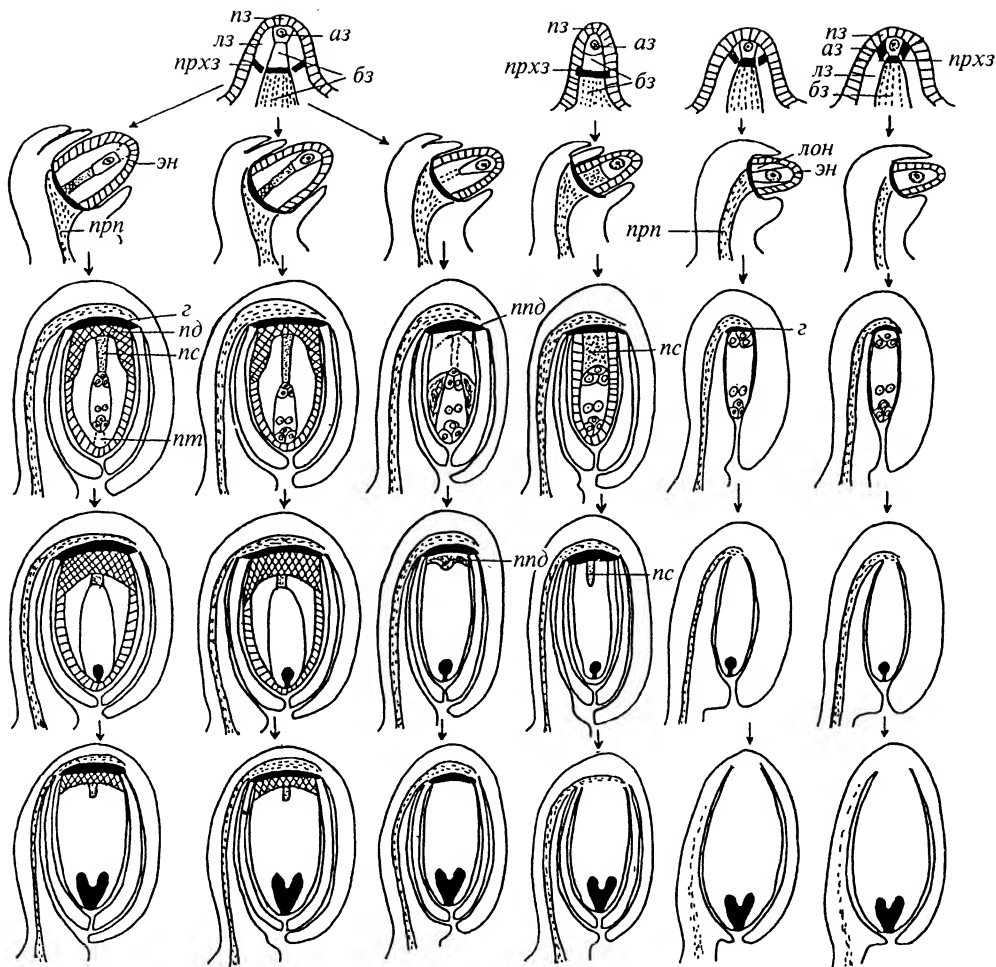 пз
лз
аз
прхз
бз
пз
аз
прхз
бз
пз
аз
лз
бз
прхз
эн
прп
лон
эн
прп
г
пд
пс
пт
ппд
пс
г
ппд
пс